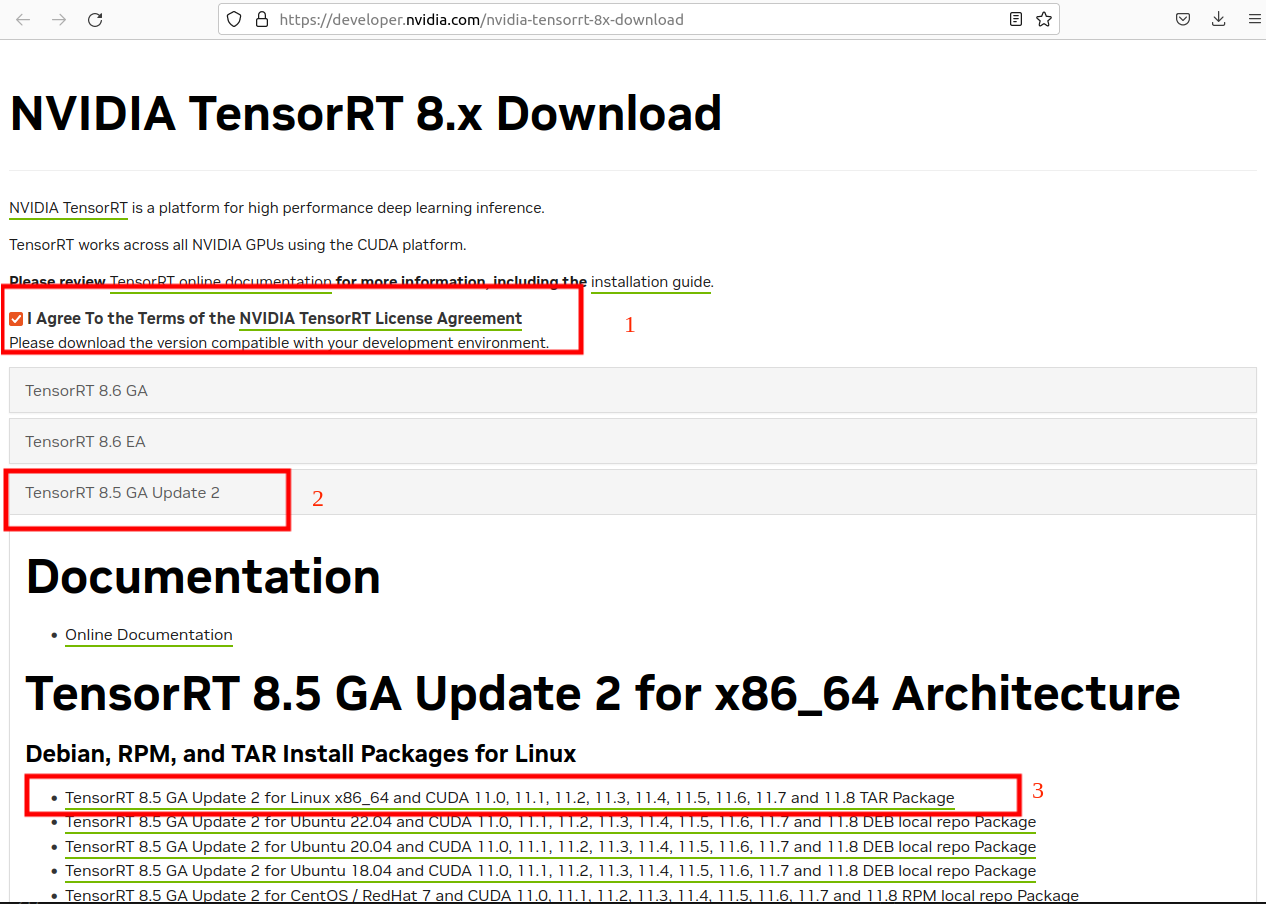 https://developer.nvidia.com/nvidia-tensorrt-8x-download
NVIDIA TensorRT 8.x Download
NVIDIA TensorRT is a platform for high performance deep learning inference.
TensorRT works across all NVIDIA GPUs using the CUDA platform.
Please review TensorRT online documentation for more information, including the installation guide.
I Agree To the Terms of the NVIDIA TensorRT License Agreement
1
Please download the version compatible with your development environment.
TensorRT 8.6 GA
TensorRT 8.6 EA
TensorRT 8.5 GA Update 2
2
Documentation
• Online Documentation
TensorRT 8.5 GA Update 2 for x86_64 Architecture
Debian, RPM, and TAR Install Packages for Linux
• TensorRT 8.5 GA Update 2 for Linux x86_64 and CUDA 11.0, 11.1, 11.2, 11.3, 11.4, 11.5, 11.6, 11.7 and 11.8 TAR Package
3
• TensorRT 8.5 GA Update 2 for Ubuntu 22.04 and CUDA 11.0, 11.1, 11.2, 11.3, 11.4, 11.5, 11.6, 11.7 and 11.8 DEB local repo Package
• TensorRT 8.5 GA Update 2 for Ubuntu 20.04 and CUDA 11.0, 11.1, 11.2, 11.3, 11.4, 11.5, 11.6, 11.7 and 11.8 DEB local repo Package
• TensorRT 8.5 GA Update 2 for Ubuntu 18.04 and CUDA 11.0, 11.1, 11.2, 11.3, 11.4, 11.5, 11.6, 11.7 and 11.8 DEB local repo Package
• TensorRT 8.5 GA Update 2 for CentOS / RedHat 7 and CUDA 11.0, 11.1, 11.2, 11.3, 11.4, 11.5, 11.6, 11.7 and 11.8 RPM local repo Package